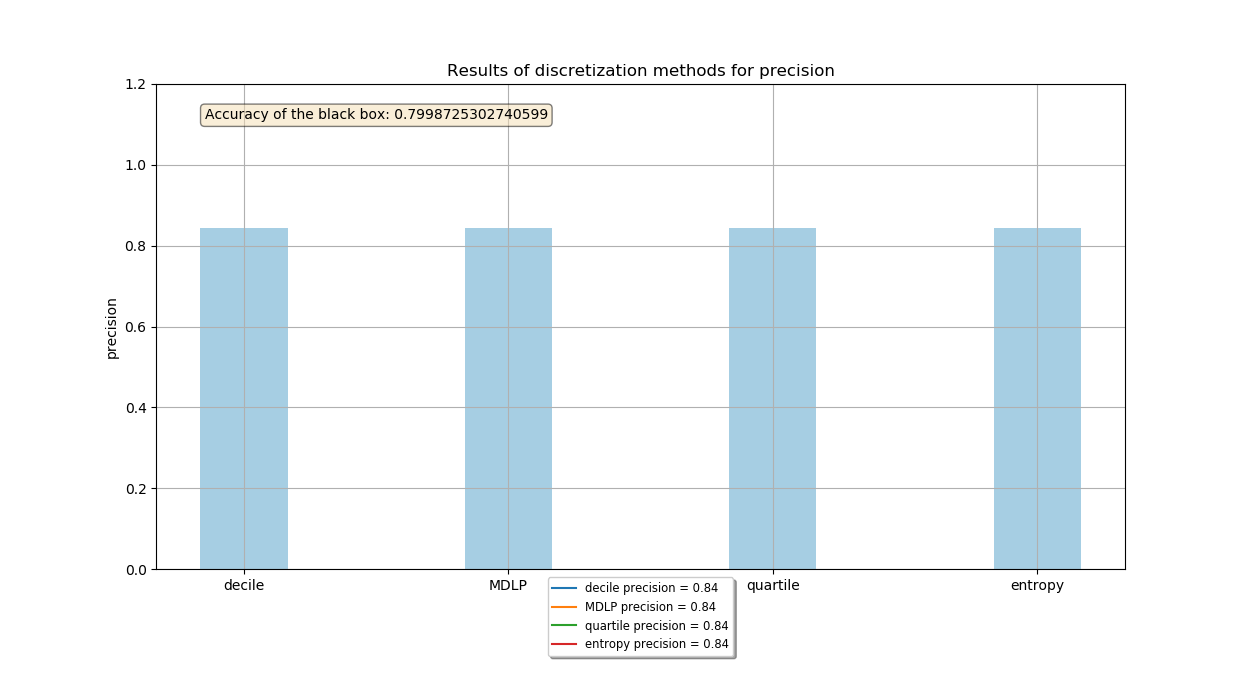 Results of discretization methods for precision
1.2
Accuracy of the black box: 0.7998725302740599
1.0
0.8
0.6
precision
0.4
0.2
0.0
decile MDLP quartile entropy
decile precision = 0.84
MDLP precision = 0.84
quartile precision = 0.84
entropy precision = 0.84